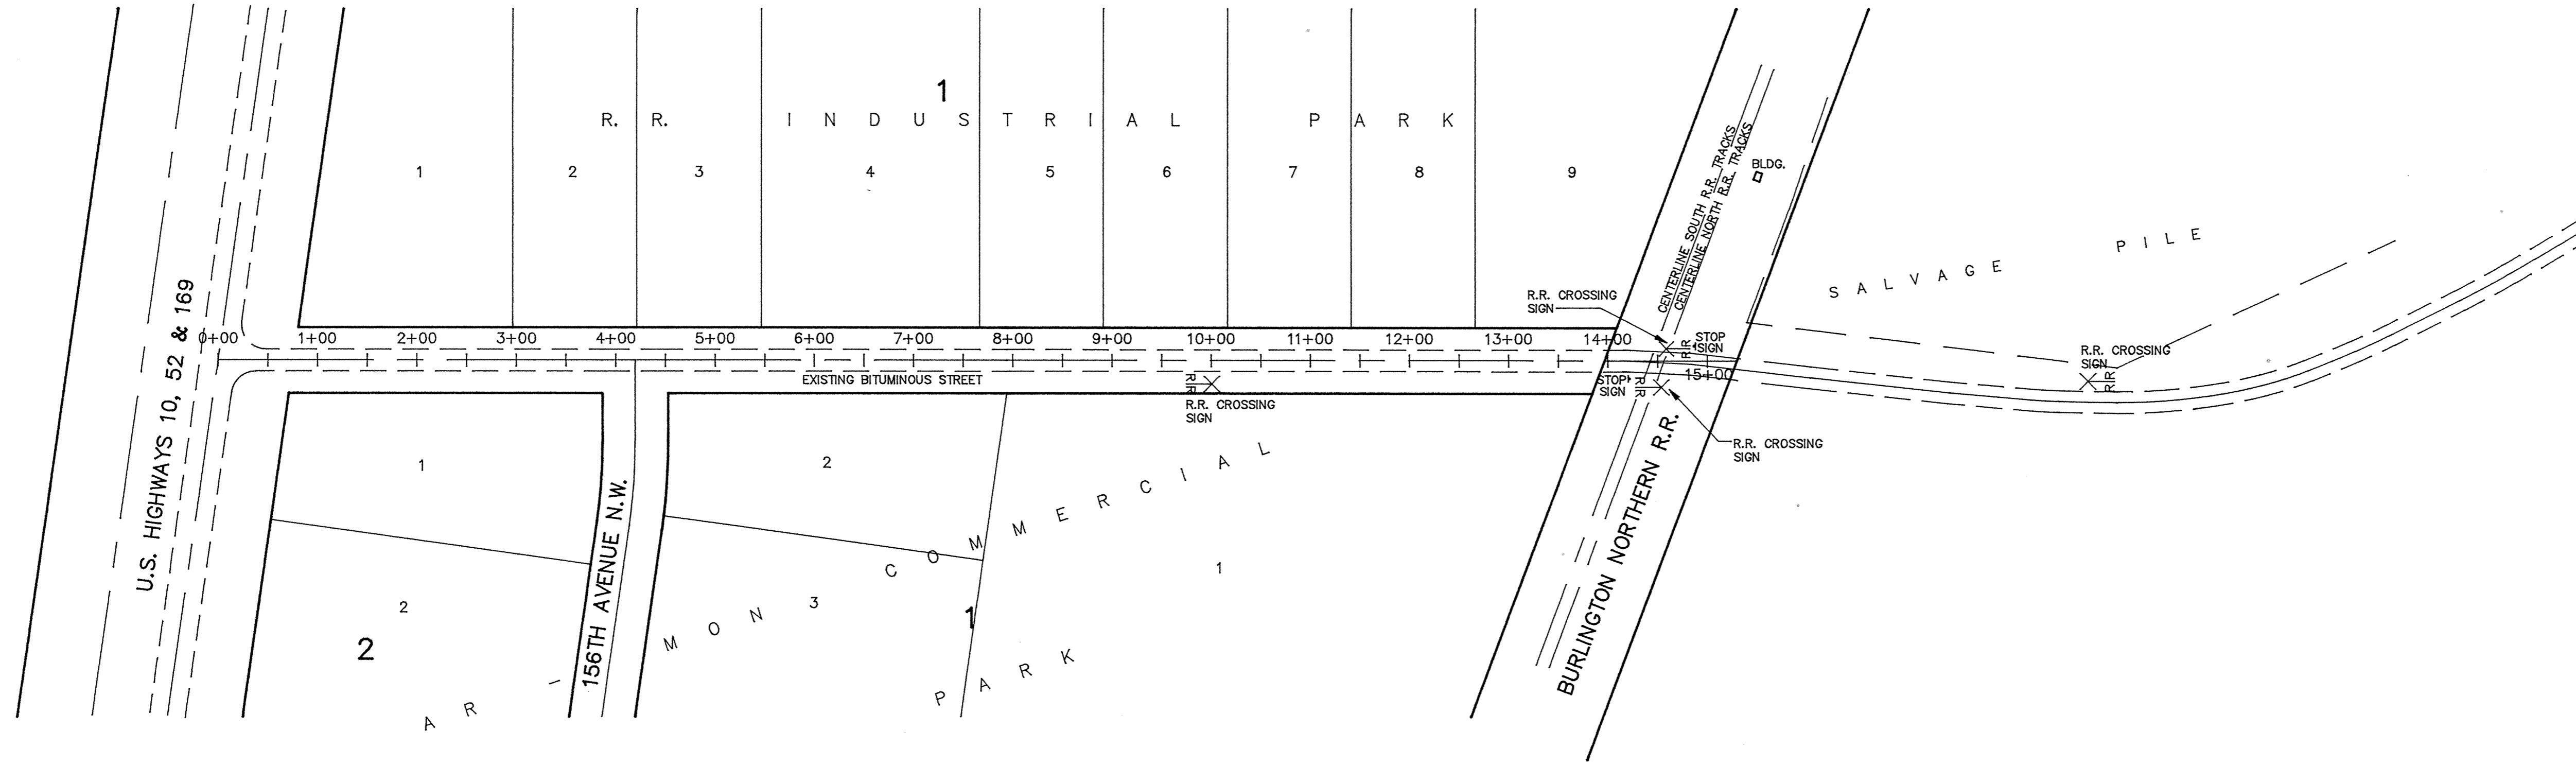 1
R. R. INDUSTRIAL PARK
1
2
3
4
5
6
7
8
9
CENTERLINE SOUTH R.R. TRACKS
CENTERLINE NORTH R.R. TRACKS
BLDG.
SALVAGE PILE
U.S. HIGHWAYS 10, 52 & 169
R.R. CROSSING
SIGN
0+00
1+00
2+00
3+00
4+00
5+00
6+00
7+00
8+00
9+00
10+00
11+00
12+00
13+00
14+00
15+00
STOP
SIGN
R R
R.R. CROSSING
SIGN
R R
EXISTING BITUMINOUS STREET
R R
R.R. CROSSING
SIGN
STOP
SIGN
R R
R.R. CROSSING
SIGN
1
2
2
156TH AVENUE N.W.
2
3
1
1
AR-MON COMMERCIAL
PARK
BURLINGTON NORTHERN R.R.